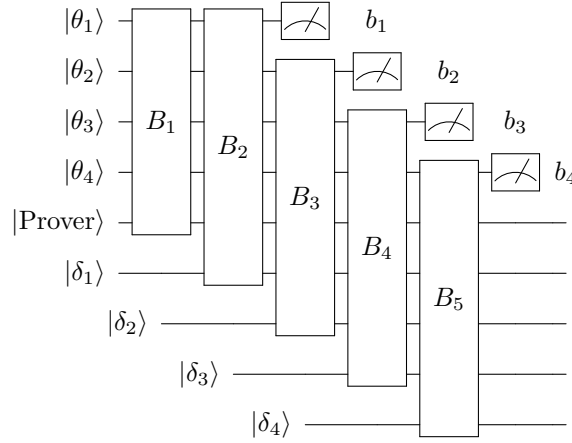 |θ₁⟩ b₁
|θ₂⟩ b₂
|θ₃⟩ B₁ B₂ b₃
|θ₄⟩ B₃ b₄
|Prover⟩ B₄
|δ₁⟩ B₅
|δ₂⟩
|δ₃⟩
|δ₄⟩